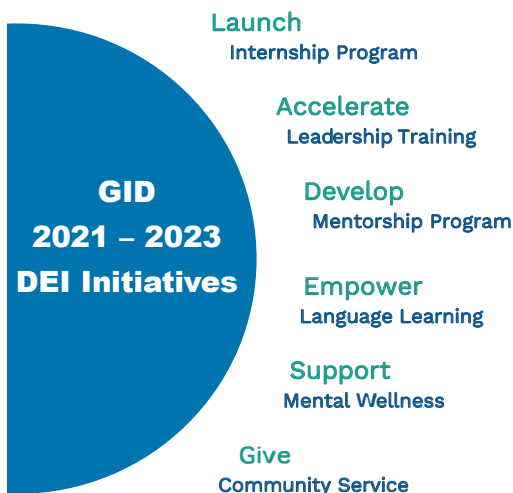 Launch
Internship Program
Accelerate
Leadership Training
Develop
Mentorship Program
GID
2021 – 2023
DEI Initiatives
Empower
Language Learning
Support
Mental Wellness
Give
Community Service